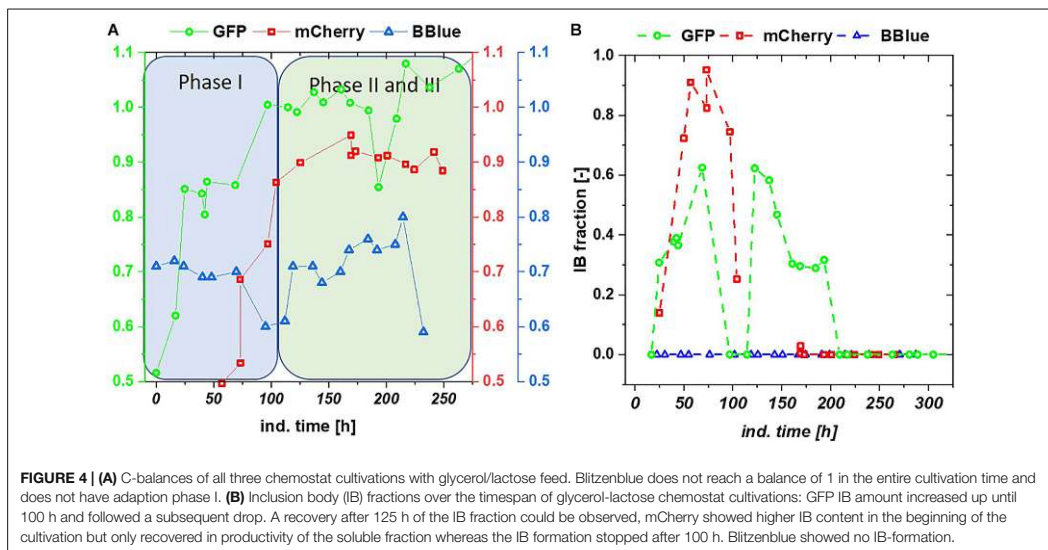 A
GFP mCherry BBlue
1.1 1.1 1.1
Phase I Phase II and III
1.0 1.0 1.0
0.9 0.9 0.9
0.8 0.8 0.8
0.7 0.7 0.7
0.6 0.6 0.6
0.5 0.5 0.5
0 50 100 150 200 250
ind. time [h]
B
GFP mCherry BBlue
1.0
0.8
0.6
0.4
0.2
0.0
IB fraction [-]
0 50 100 150 200 250 300
ind. time [h]
FIGURE 4 | (A) C-balances of all three chemostat cultivations with glycerol/lactose feed. Blitzenblue does not reach a balance of 1 in the entire cultivation time and
does not have adaption phase I. (B) Inclusion body (IB) fractions over the timespan of glycerol-lactose chemostat cultivations: GFP IB amount increased up until
100 h and followed a subsequent drop. A recovery after 125 h of the IB fraction could be observed, mCherry showed higher IB content in the beginning of the
cultivation but only recovered in productivity of the soluble fraction whereas the IB formation stopped after 100 h. Blitzenblue showed no IB-formation.